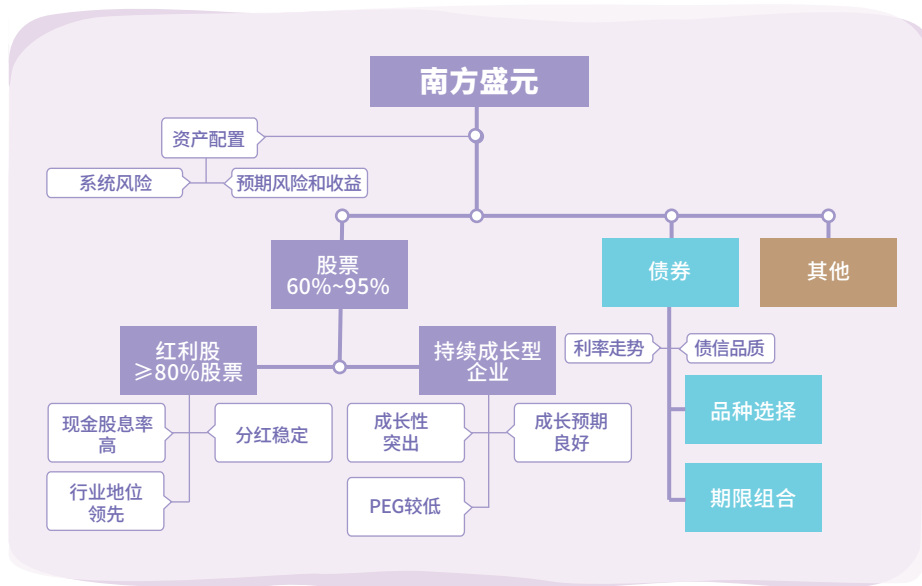 南方盛元
资产配置
系统风险
预期风险和收益
股票
60%~95%
债券
其他
红利股
≥80%股票
持续成长型
企业
利率走势
债信品质
现金股息率
高
分红稳定
成长性
突出
成长预期
良好
品种选择
行业地位
领先
PEG较低
期限组合